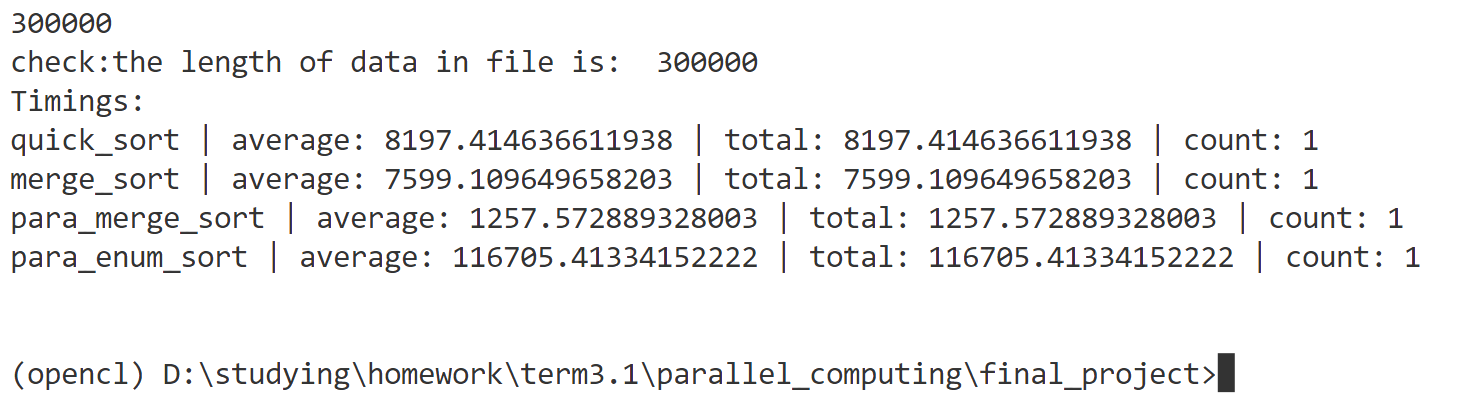 300000
check:the length of data in file is:  300000
Timings:
quick_sort | average: 8197.414636611938 | total: 8197.414636611938 | count: 1
merge_sort | average: 7599.109649658203 | total: 7599.109649658203 | count: 1
para_merge_sort | average: 1257.572889328003 | total: 1257.572889328003 | count: 1
para_enum_sort | average: 116705.41334152222 | total: 116705.41334152222 | count: 1
(opencl) D:\studying\homework\term3.1\parallel_computing\final_project>